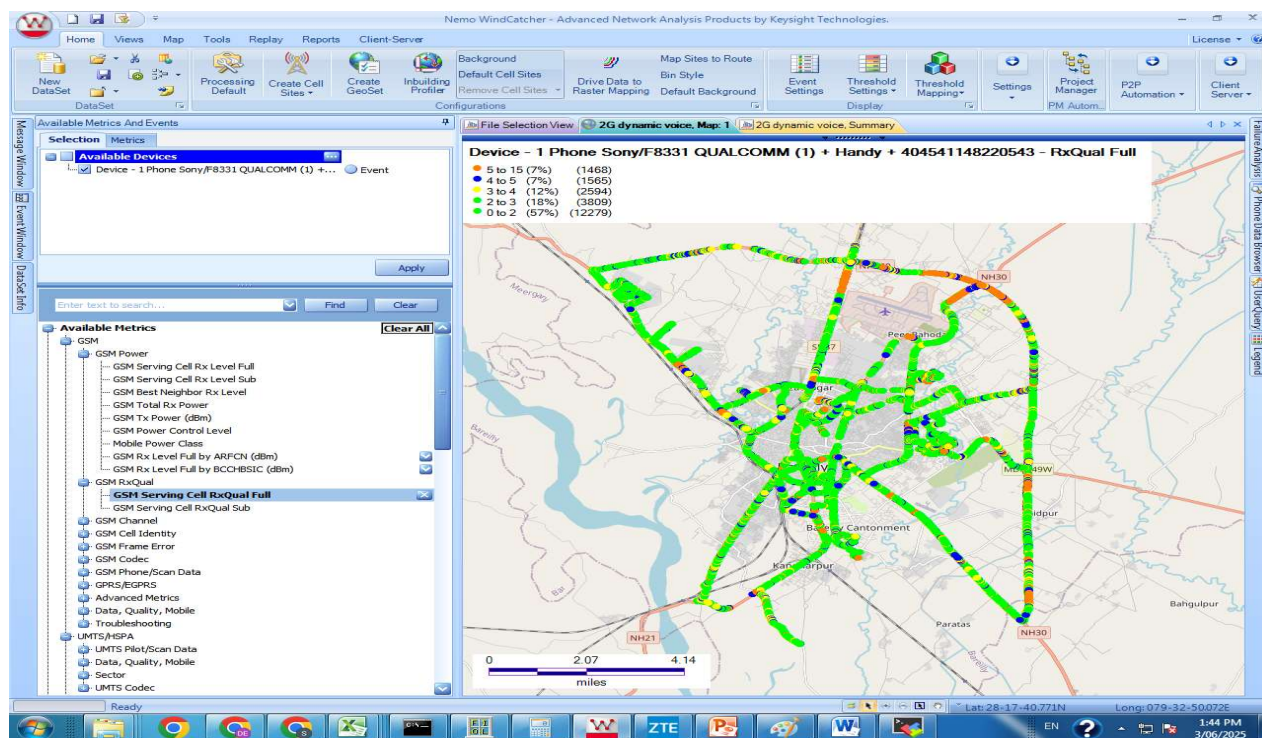 Nemo WindCatcher - Advanced Network Analysis Products by Keysight Technologies.
Home Views Map Tools Replay Reports Client-Server
License
New DataSet
DataSet
Processing Default
Create Cell Sites
Create GeoSet
Inbuilding Profiler
Background
Default Cell Sites
Remove Cell Sites
Configurations
Drive Data to Raster Mapping
Map Sites to Route
Bin Style
Default Background
Event Settings
Threshold Settings
Display
Threshold Mapping
Settings
Project Manager
PM Autom...
P2P Automation
Client Server
Message Window
Event Window
DataSet Info
Available Metrics And Events
Selection Metrics
Available Devices
Device - 1 Phone Sony/F8331 QUALCOMM (1) +... Event
Apply
Enter text to search... Find Clear
Available Metrics Clear All
GSM
GSM Power
GSM Serving Cell Rx Level Full
GSM Serving Cell Rx Level Sub
GSM Best Neighbor Rx Level
GSM Total Rx Power
GSM Tx Power (dBm)
GSM Power Control Level
Mobile Power Class
GSM Rx Level Full by ARFCN (dBm)
GSM Rx Level Full by BCCHBSIC (dBm)
GSM RxQual
GSM Serving Cell RxQual Full
GSM Serving Cell RxQual Sub
GSM Channel
GSM Cell Identity
GSM Frame Error
GSM Codec
GSM Phone/Scan Data
GPRS/EGPRS
Advanced Metrics
Data, Quality, Mobile
Troubleshooting
UMTS/HSPA
UMTS Pilot/Scan Data
Data, Quality, Mobile
Sector
UMTS Codec
File Selection View 2G dynamic voice, Map: 1 2G dynamic voice, Summary
Device - 1 Phone Sony/F8331 QUALCOMM (1) + Handy + 404541148220543 - RxQual Full
5 to 15 (7%) (1468)
4 to 5 (7%) (1565)
3 to 4 (12%) (2594)
2 to 3 (18%) (3809)
0 to 2 (57%) (12279)
NH30
Meerganj
Bareilly
Cantonment
Paratas
Bahgulpur
NH21
NH30
Bareilly
0 2.07 4.14
miles
Failure Analysis
Phone Data Browser
UserQuery
Legend
Ready
Lat: 28-17-40.771N Long: 079-32-50.072E
ZTE
EN
1:44 PM
3/06/2025